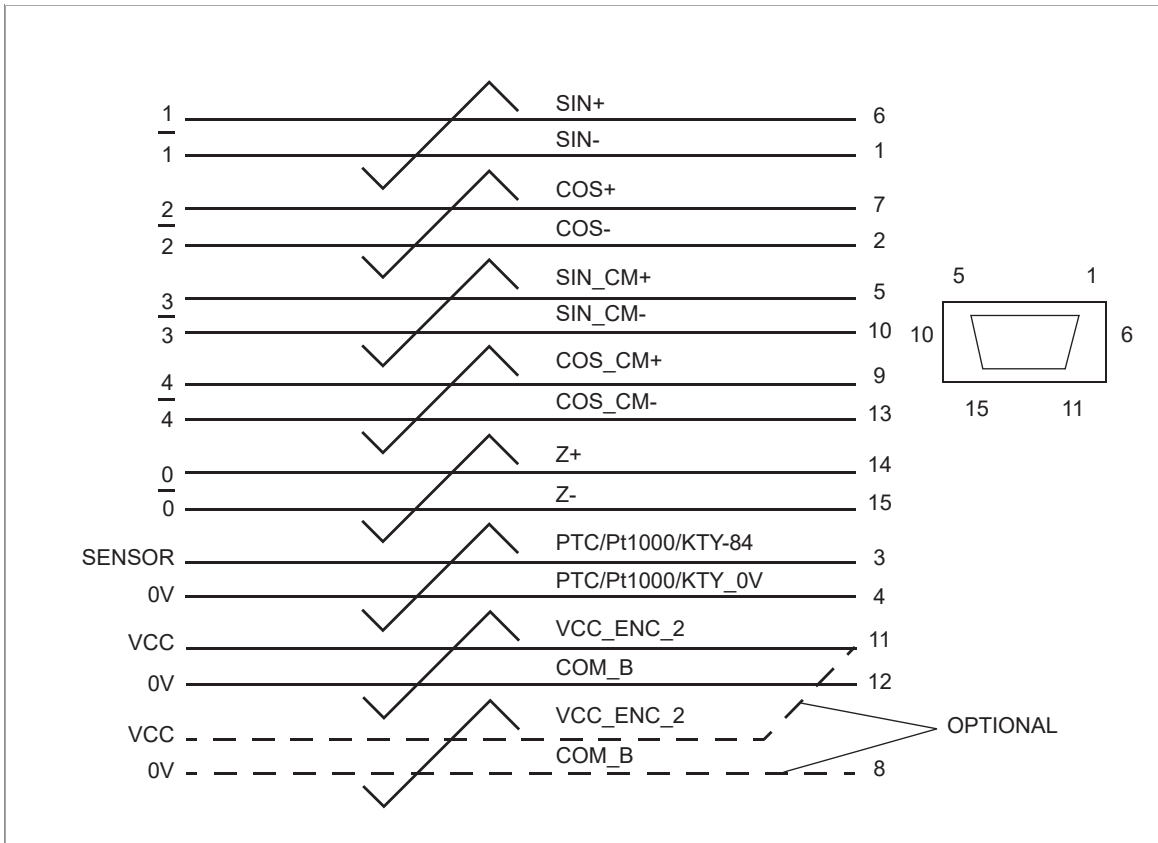 1 SIN+ 6
1 SIN- 1
2 COS+ 7
2 COS- 2
3 SIN_CM+ 5
3 SIN_CM- 10
4 COS_CM+ 9
4 COS_CM- 13
0 Z+ 14
0 Z- 15
SENSOR PTC/Pt1000/KTY-84 3
0V PTC/Pt1000/KTY_0V 4
VCC VCC_ENC_2 11
0V COM_B 12
VCC VCC_ENC_2
0V COM_B 8
OPTIONAL
5 1
10 6
15 11